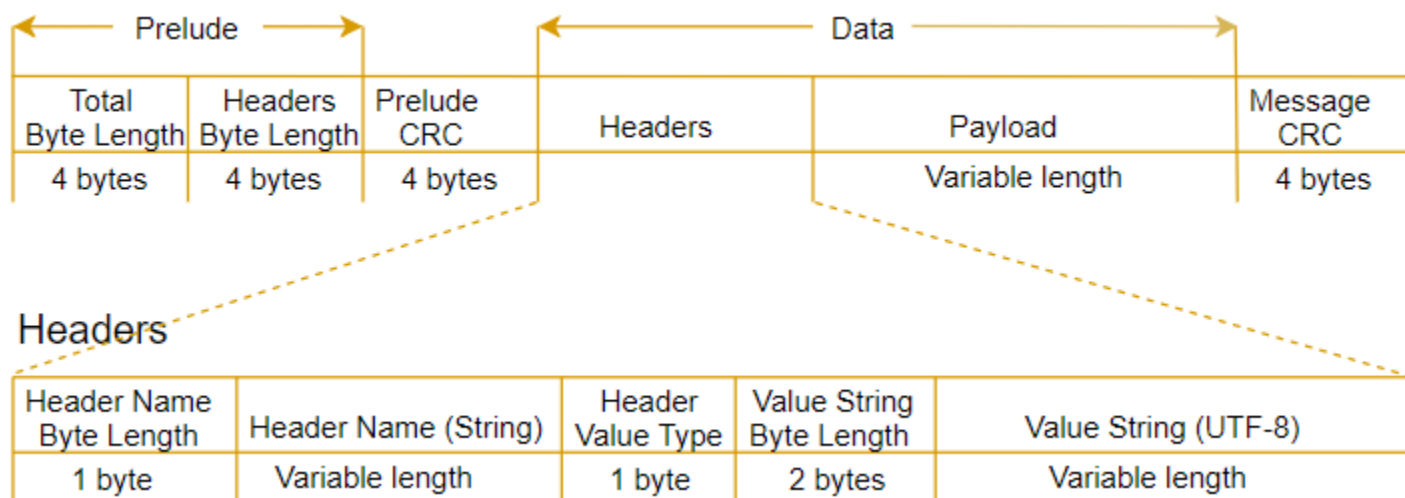 Prelude
Data
Total
Byte Length
Headers
Byte Length
Prelude
CRC
Headers
Payload
Message
CRC
4 bytes
4 bytes
4 bytes
Variable length
4 bytes
Headers
Header Name
Byte Length
Header Name (String)
Header
Value Type
Value String
Byte Length
Value String (UTF-8)
1 byte
Variable length
1 byte
2 bytes
Variable length